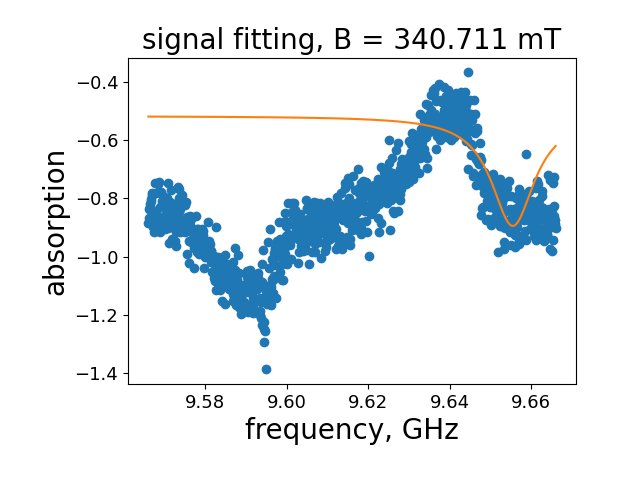 signal fitting, B = 340.711 mT
−0.4
−0.6
−0.8
−1.0
−1.2
−1.4
absorption
9.58 9.60 9.62 9.64 9.66
frequency, GHz